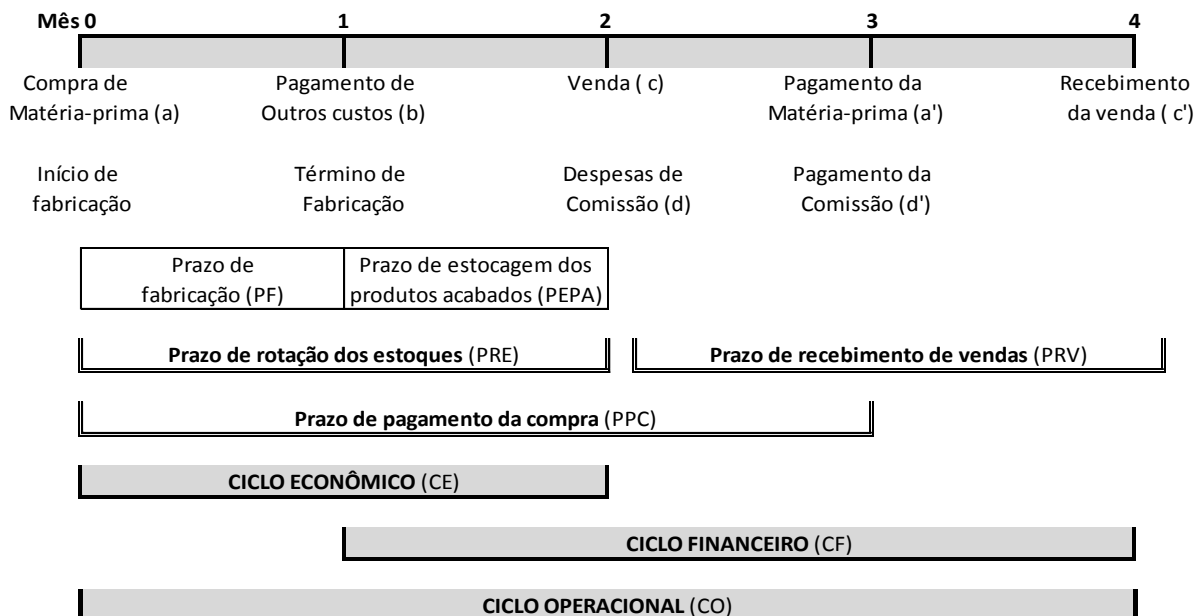 Mês 0 1 2 3 4
Compra de Pagamento de Venda ( c) Pagamento da Recebimento
Matéria-prima (a) Outros custos (b) Matéria-prima (a') da venda ( c')
Início de Término de Despesas de Pagamento da
fabricação Fabricação Comissão (d) Comissão (d')
Prazo de Prazo de estocagem dos
fabricação (PF) produtos acabados (PEPA)
Prazo de rotação dos estoques (PRE) Prazo de recebimento de vendas (PRV)
Prazo de pagamento da compra (PPC)
CICLO ECONÔMICO (CE)
CICLO FINANCEIRO (CF)
CICLO OPERACIONAL (CO)